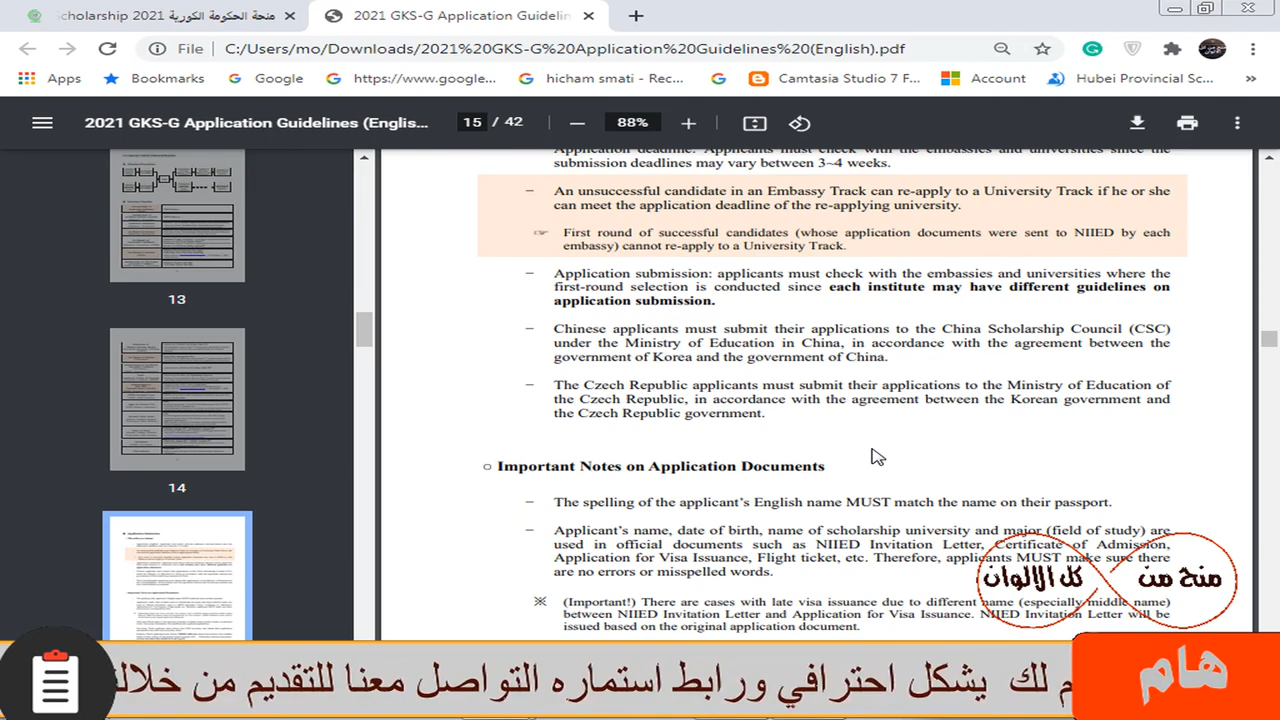 منحة الحكومة الكورية 2021 Scholarship
2021 GKS-G Application Guidelin
File
C:/Users/mo/Downloads/2021%20GKS-G%20Application%20Guidelines%20(English).pdf
Apps
Bookmarks
Google
https://www.google...
hicham smati - Rec...
Camtasia Studio 7 F...
Account
Hubei Provincial Sc...
2021 GKS-G Application Guidelines (Englis...
15 / 42
88%
13
14
Application deadline: Applicants must check with the embassies and universities since the
submission deadlines may vary between 3~4 weeks.
– An unsuccessful candidate in an Embassy Track can re-apply to a University Track if he or she
can meet the application deadline of the re-applying university.
☞ First round of successful candidates (whose application documents were sent to NIIED by each
embassy) cannot re-apply to a University Track.
– Application submission: applicants must check with the embassies and universities where the
first-round selection is conducted since each institute may have different guidelines on
application submission.
– Chinese applicants must submit their applications to the China Scholarship Council (CSC)
under the Ministry of Education in China, in accordance with the agreement between the
government of Korea and the government of China.
– The Czech Republic applicants must submit their applications to the Ministry of Education of
the Czech Republic, in accordance with the agreement between the Korean government and
the Czech Republic government.
○ Important Notes on Application Documents
– The spelling of the applicant's English name MUST match the name on their passport.
– Applicant's name, date of birth, name of scholarship university and major (field of study) are
used in official documents such as NIIED Invitation Letter, Certificate of Admission,
Application for Visa Issuance, Flight ticket, etc. Therefore, applicants MUST make sure there
are no errors or misspelled words.
※ (Important!) There are cases with late visa issuance due to different name (especially middle name)
between NIIED Invitation Letter and Application for Visa Issuance. NIIED Invitation Letter will be
issued based on the original application document.
منح من كل الالوان
لك يشكل احترافي ورابط استماره التواصل معنا للتقديم من خلال
هام